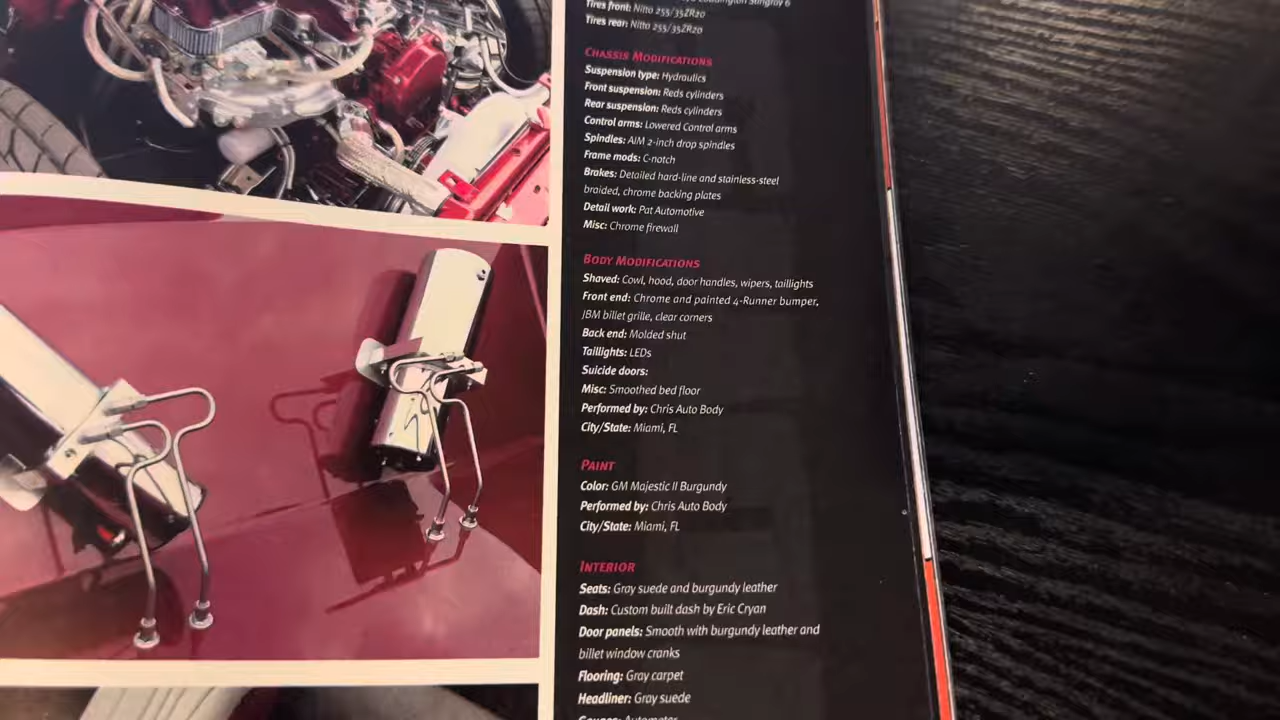 Stingray 6
Tires front: Nitto 255/35ZR20
Tires rear: Nitto 255/35ZR20
Chassis Modifications
Suspension type: Hydraulics
Front suspension: Reds cylinders
Rear suspension: Reds cylinders
Control arms: Lowered Control arms
Spindles: AIM 2-inch drop spindles
Frame mods: C-notch
Brakes: Detailed hard-line and stainless-steel
braided, chrome backing plates
Detail work: Pat Automotive
Misc: Chrome firewall
Body Modifications
Shaved: Cowl, hood, door handles, wipers, taillights
Front end: Chrome and painted 4-Runner bumper,
JBM billet grille, clear corners
Back end: Molded shut
Taillights: LEDs
Suicide doors:
Misc: Smoothed bed floor
Performed by: Chris Auto Body
City/State: Miami, FL
Paint
Color: GM Majestic II Burgundy
Performed by: Chris Auto Body
City/State: Miami, FL
Interior
Seats: Gray suede and burgundy leather
Dash: Custom built dash by Eric Cryan
Door panels: Smooth with burgundy leather and
billet window cranks
Flooring: Gray carpet
Headliner: Gray suede
Gauges: Autometer